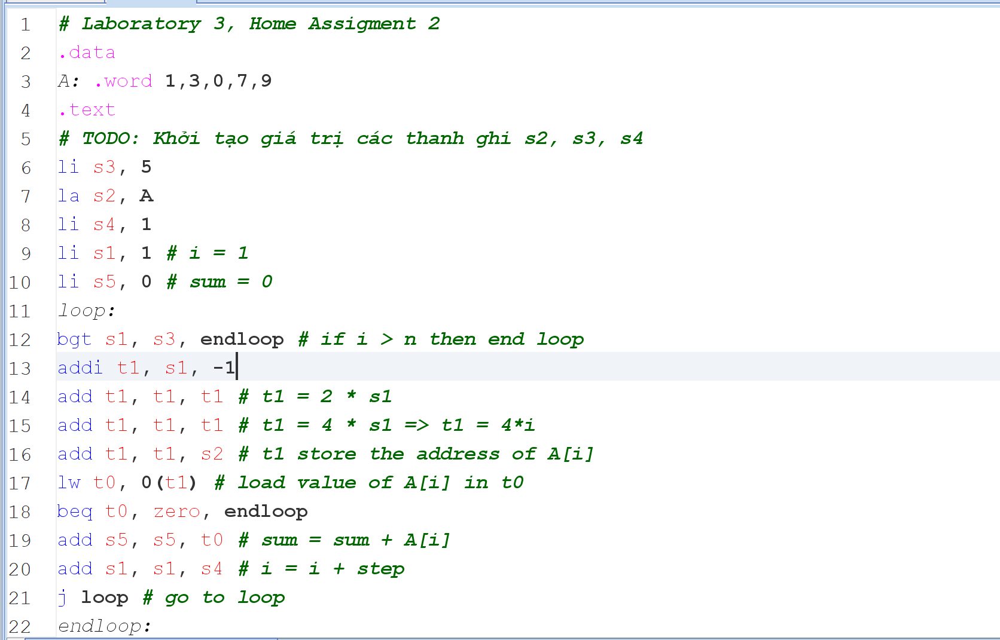 1 # Laboratory 3, Home Assigment 2
2 .data
3 A: .word 1,3,0,7,9
4 .text
5 # TODO: Khởi tạo giá trị các thanh ghi s2, s3, s4
6 li s3, 5
7 la s2, A
8 li s4, 1
9 li s1, 1 # i = 1
10 li s5, 0 # sum = 0
11 loop:
12 bgt s1, s3, endloop # if i > n then end loop
13 addi t1, s1, -1
14 add t1, t1, t1 # t1 = 2 * s1
15 add t1, t1, t1 # t1 = 4 * s1 => t1 = 4*i
16 add t1, t1, s2 # t1 store the address of A[i]
17 lw t0, 0(t1) # load value of A[i] in t0
18 beq t0, zero, endloop
19 add s5, s5, t0 # sum = sum + A[i]
20 add s1, s1, s4 # i = i + step
21 j loop # go to loop
22 endloop: